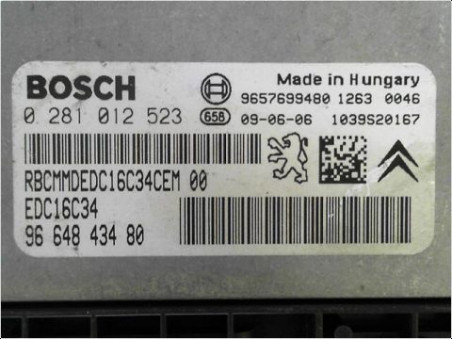 BOSCH
Made in Hungary
9657699480 1263 0046
0 281 012 523
658
09-06-06 1039S20167
RBCMMDEDC16C34CEM 00
EDC16C34
96 648 434 80